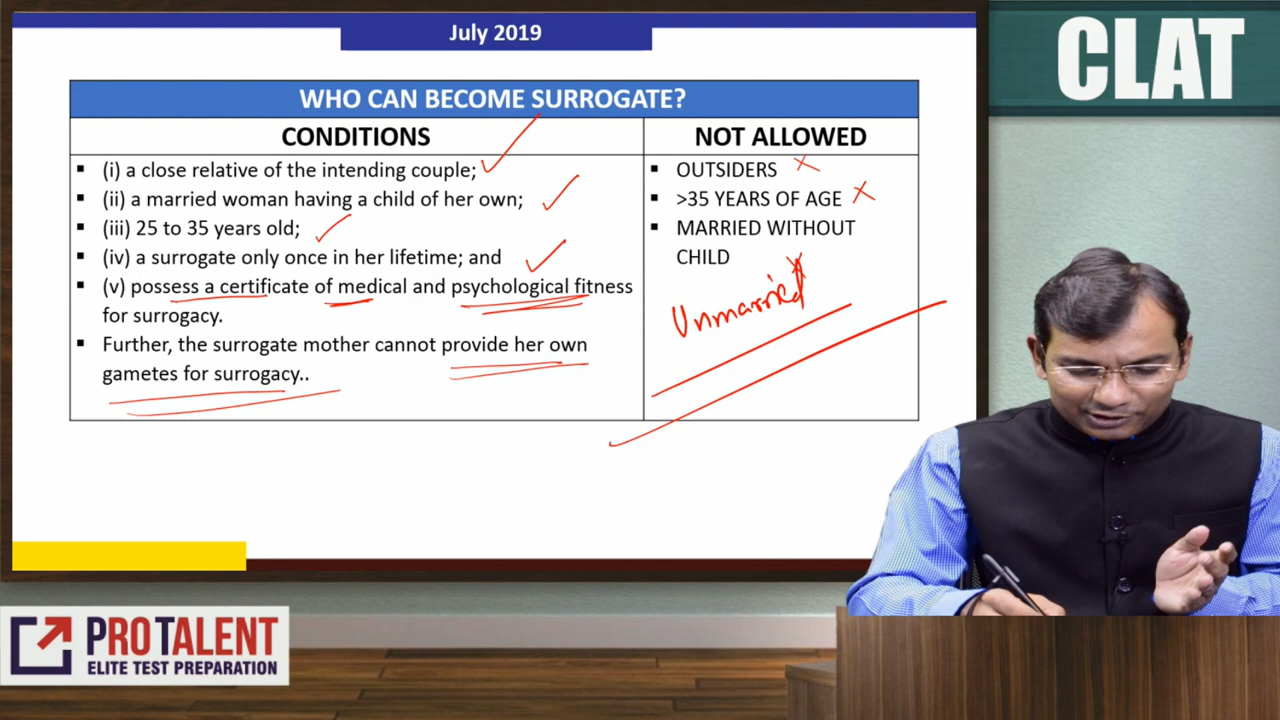 July 2019
CLAT
WHO CAN BECOME SURROGATE?
CONDITIONS
NOT ALLOWED
▪ (i) a close relative of the intending couple;
▪ (ii) a married woman having a child of her own;
▪ (iii) 25 to 35 years old;
▪ (iv) a surrogate only once in her lifetime; and
▪ (v) possess a certificate of medical and psychological fitness
for surrogacy.
▪ Further, the surrogate mother cannot provide her own
gametes for surrogacy..
▪ OUTSIDERS
▪ >35 YEARS OF AGE
▪ MARRIED WITHOUT
CHILD
Unmarried
PROTALENT
ELITE TEST PREPARATION